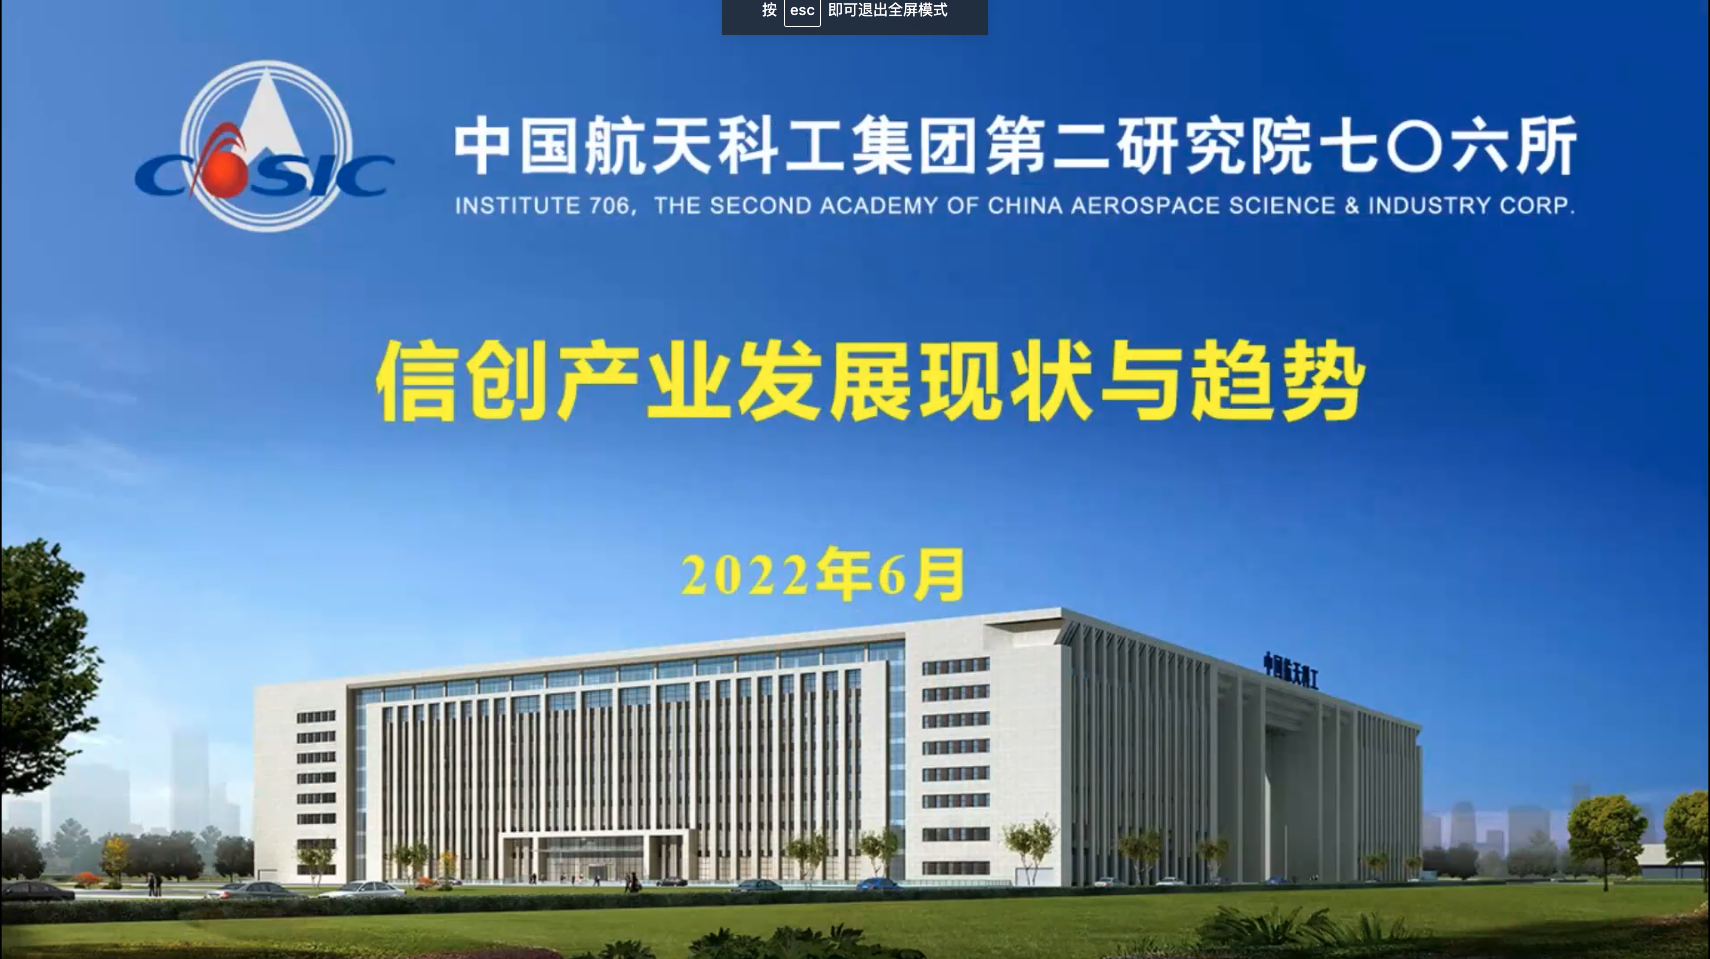 按 esc 即可退出全屏模式
CASIC
中国航天科工集团第二研究院七〇六所
INSTITUTE 706, THE SECOND ACADEMY OF CHINA AEROSPACE SCIENCE & INDUSTRY CORP.
信创产业发展现状与趋势
2022年6月
中国航天科工